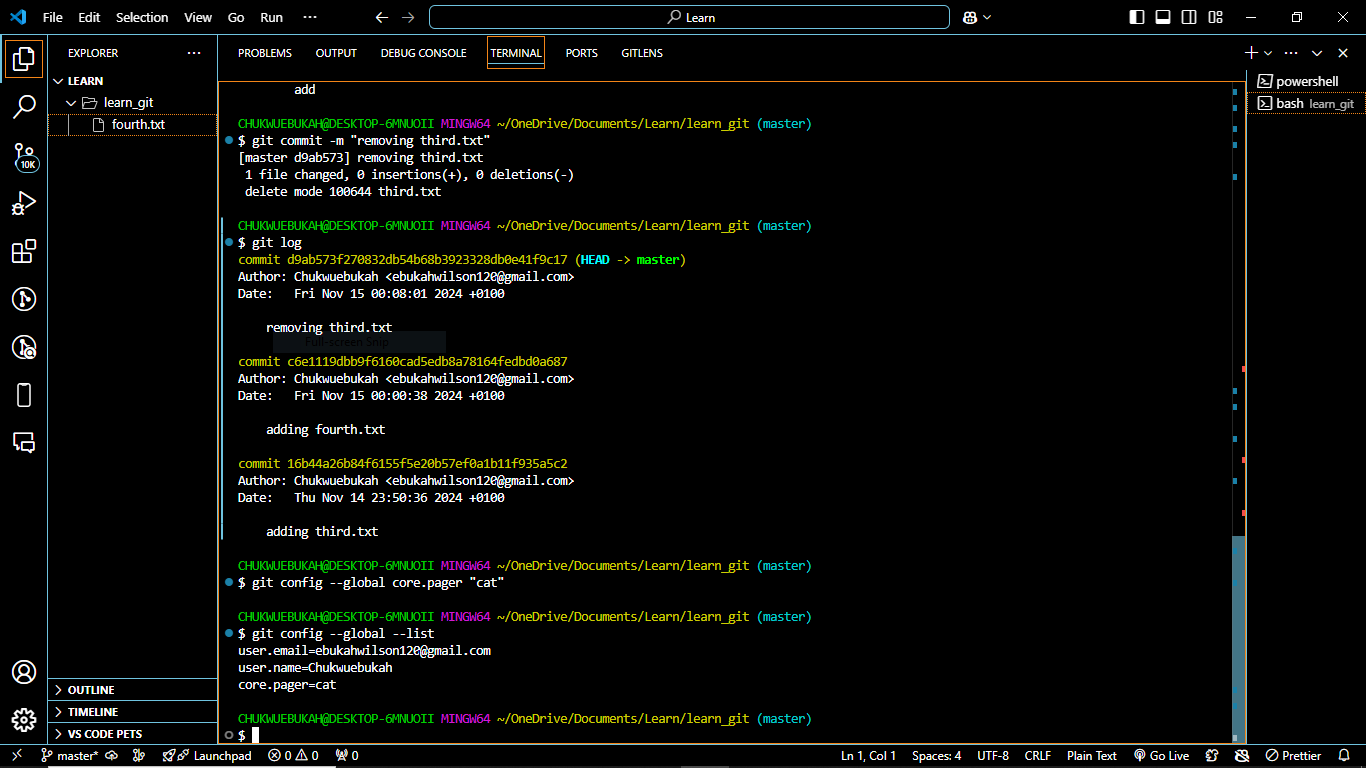 File Edit Selection View Go Run ··· Learn
EXPLORER ···
LEARN
learn_git
fourth.txt
10K
OUTLINE
TIMELINE
VS CODE PETS
PROBLEMS OUTPUT DEBUG CONSOLE TERMINAL PORTS GITLENS
powershell
bash learn_git
add
CHUKWUEBUKAH@DESKTOP-6MNUOII MINGW64 ~/OneDrive/Documents/Learn/learn_git (master)
$ git commit -m "removing third.txt"
[master d9ab573] removing third.txt
1 file changed, 0 insertions(+), 0 deletions(-)
delete mode 100644 third.txt
CHUKWUEBUKAH@DESKTOP-6MNUOII MINGW64 ~/OneDrive/Documents/Learn/learn_git (master)
$ git log
commit d9ab573f270832db54b68b3923328db0e41f9c17 (HEAD -> master)
Author: Chukwuebukah <ebukahwilson120@gmail.com>
Date: Fri Nov 15 00:08:01 2024 +0100
removing third.txt
Full-screen Snip
commit c6e1119dbb9f6160cad5edb8a78164fedbd0a687
Author: Chukwuebukah <ebukahwilson120@gmail.com>
Date: Fri Nov 15 00:00:38 2024 +0100
adding fourth.txt
commit 16b44a26b84f6155f5e20b57ef0a1b11f935a5c2
Author: Chukwuebukah <ebukahwilson120@gmail.com>
Date: Thu Nov 14 23:50:36 2024 +0100
adding third.txt
CHUKWUEBUKAH@DESKTOP-6MNUOII MINGW64 ~/OneDrive/Documents/Learn/learn_git (master)
$ git config --global core.pager "cat"
CHUKWUEBUKAH@DESKTOP-6MNUOII MINGW64 ~/OneDrive/Documents/Learn/learn_git (master)
$ git config --global --list
user.email=ebukahwilson120@gmail.com
user.name=Chukwuebukah
core.pager=cat
CHUKWUEBUKAH@DESKTOP-6MNUOII MINGW64 ~/OneDrive/Documents/Learn/learn_git (master)
$
master* Launchpad 0 0 0 Ln 1, Col 1 Spaces: 4 UTF-8 CRLF Plain Text Go Live Prettier